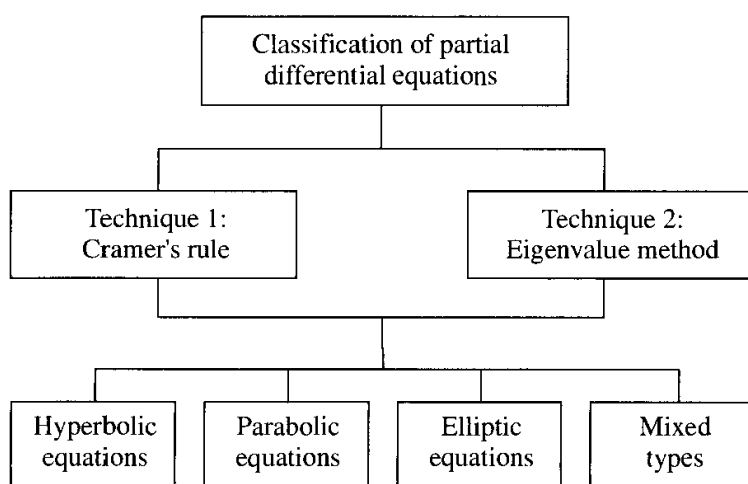 Classification of partial
differential equations
Technique 1:
Cramer's rule
Technique 2:
Eigenvalue method
Hyperbolic
equations
Parabolic
equations
Elliptic
equations
Mixed
types